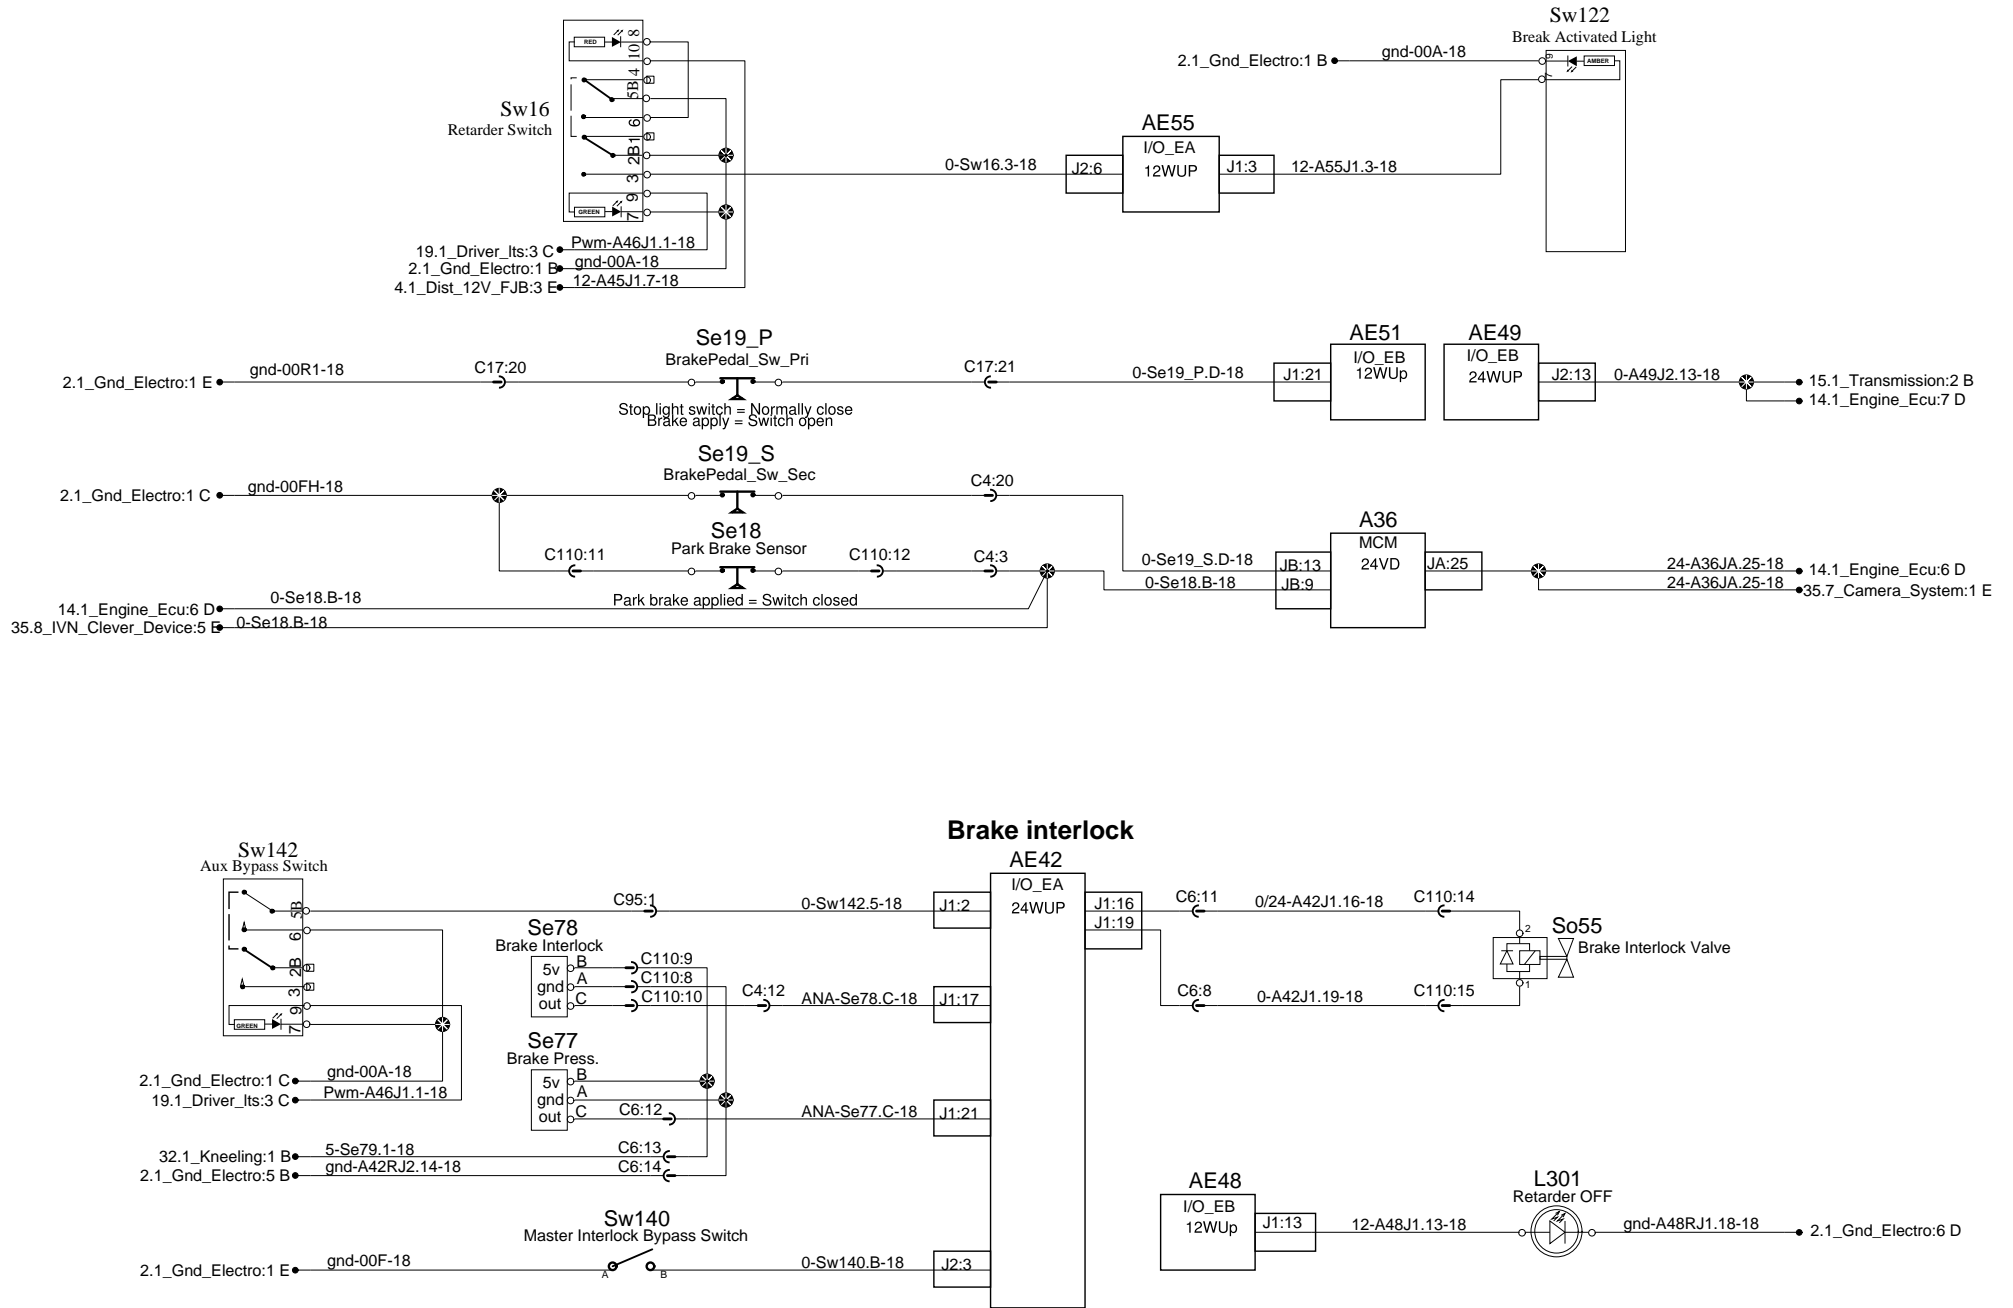 Sw16
Retarder Switch
RED
8
10
4
5B
6
1
2B
3
9
7
GREEN
1
19.1_Driver_lts:3 C
Pwm-A46J1.1-18
2.1_Gnd_Electro:1 B
gnd-00A-18
4.1_Dist_12V_FJB:3 E
12-A45J1.7-18
0-Sw16.3-18
AE55
I/O_EA
12WUP
J2:6
J1:3
12-A55J1.3-18
2.1_Gnd_Electro:1 B
gnd-00A-18
Sw122
Break Activated Light
AMBER
7
2.1_Gnd_Electro:1 E
gnd-00R1-18
C17:20
Se19_P
BrakePedal_Sw_Pri
Stop light switch = Normally close
Brake apply = Switch open
C17:21
0-Se19_P.D-18
J1:21
AE51
I/O_EB
12WUp
AE49
I/O_EB
24WUP
J2:13
0-A49J2.13-18
15.1_Transmission:2 B
14.1_Engine_Ecu:7 D
2.1_Gnd_Electro:1 C
gnd-00FH-18
Se19_S
BrakePedal_Sw_Sec
C4:20
C110:11
Se18
Park Brake Sensor
C110:12
C4:3
Park brake applied = Switch closed
14.1_Engine_Ecu:6 D
0-Se18.B-18
35.8_IVN_Clever_Device:5 E
0-Se18.B-18
0-Se19_S.D-18
0-Se18.B-18
JB:13
JB:9
A36
MCM
24VD
JA:25
24-A36JA.25-18
14.1_Engine_Ecu:6 D
24-A36JA.25-18
35.7_Camera_System:1 E
Brake interlock
Sw142
Aux Bypass Switch
5B
6
2B
3
9
7
GREEN
C95:1
0-Sw142.5-18
J1:2
AE42
I/O_EA
24WUP
J1:16
J1:19
C6:11
0/24-A42J1.16-18
C110:14
2
So55
Brake Interlock Valve
1
C6:8
0-A42J1.19-18
C110:15
Se78
Brake Interlock
5v
gnd
out
B
A
C
C110:9
C110:8
C110:10
C4:12
ANA-Se78.C-18
J1:17
Se77
Brake Press.
5v
gnd
out
B
A
C
C6:12
ANA-Se77.C-18
J1:21
2.1_Gnd_Electro:1 C
gnd-00A-18
19.1_Driver_lts:3 C
Pwm-A46J1.1-18
32.1_Kneeling:1 B
5-Se79.1-18
C6:13
2.1_Gnd_Electro:5 B
gnd-A42RJ2.14-18
C6:14
Sw140
Master Interlock Bypass Switch
2.1_Gnd_Electro:1 E
gnd-00F-18
A
B
0-Sw140.B-18
J2:3
AE48
I/O_EB
12WUp
J1:13
12-A48J1.13-18
L301
Retarder OFF
gnd-A48RJ1.18-18
2.1_Gnd_Electro:6 D